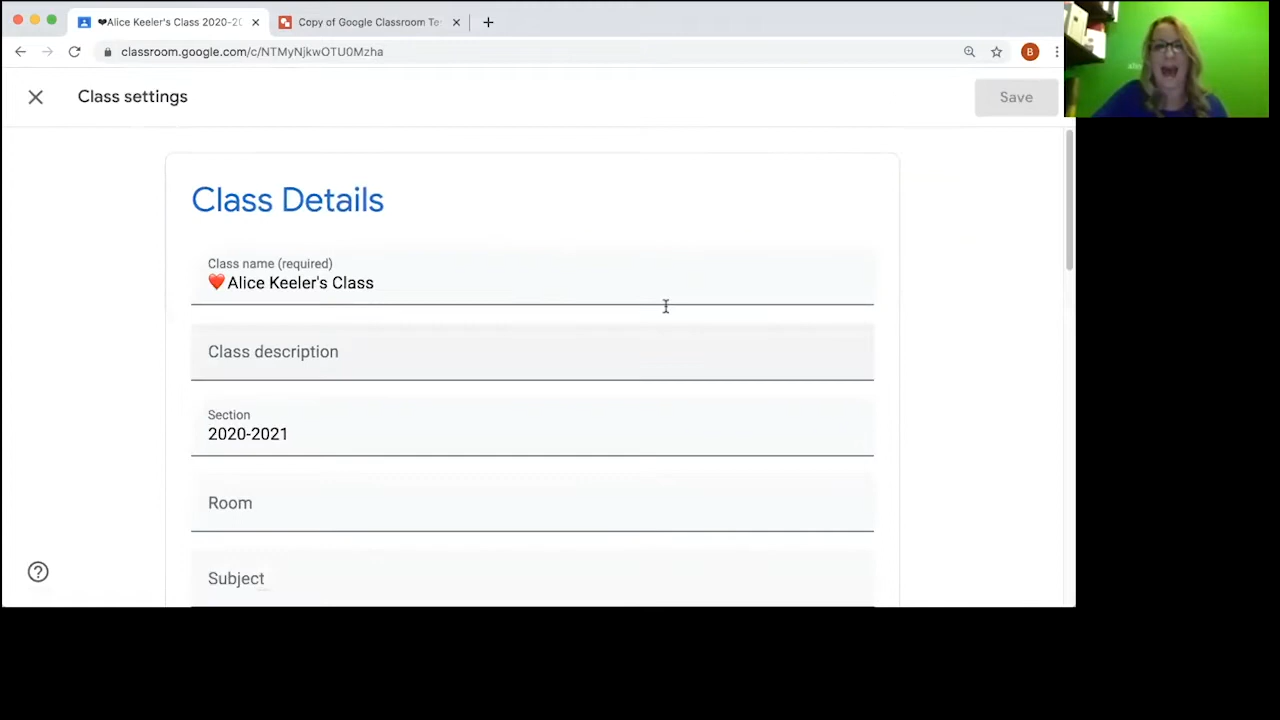 ❤Alice Keeler's Class 2020-20
Copy of Google Classroom Te
classroom.google.com/c/NTMyNjkwOTU0Mzha
B
Class settings
Save
Class Details
Class name (required)
❤️Alice Keeler's Class
Class description
Section
2020-2021
Room
Subject